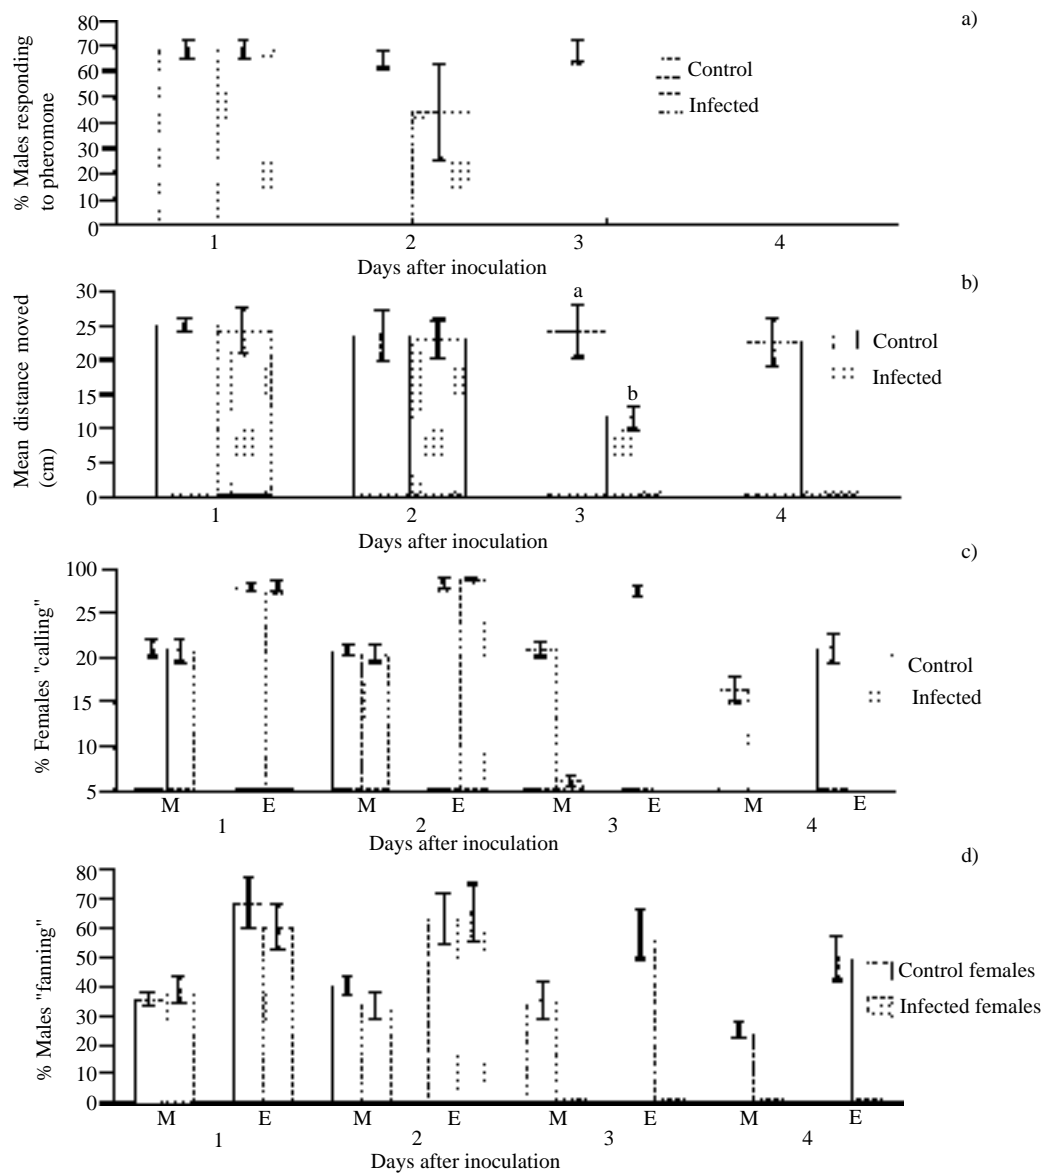 a)
80
70
60
50
40
30
20
10
0
% Males responding
to pheromone
Control
Infected
1 2 3 4
Days after inoculation
b)
30
25
20
15
10
5
0
Mean distance moved
(cm)
a
b
Control
Infected
1 2 3 4
Days after inoculation
c)
100
25
20
15
10
5
% Females "calling"
Control
Infected
M E M E M E M E
1 2 3 4
Days after inoculation
d)
80
70
60
50
40
30
20
10
0
% Males "fanning"
Control females
Infected females
M E M E M E M E
1 2 3 4
Days after inoculation